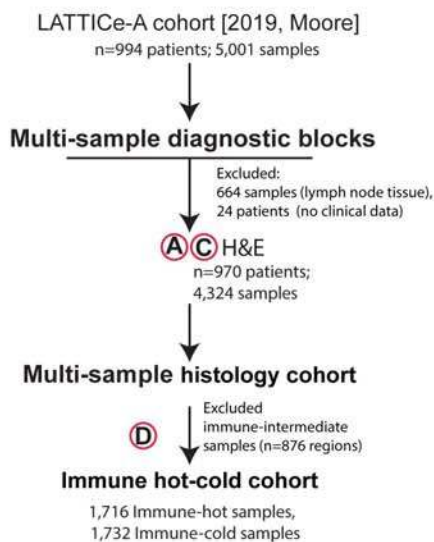 LATTICe-A cohort [2019, Moore]
n=994 patients; 5,001 samples
Multi-sample diagnostic blocks
Excluded:
664 samples (lymph node tissue),
24 patients (no clinical data)
A C H&E
n=970 patients;
4,324 samples
Multi-sample histology cohort
Excluded
immune-intermediate
samples (n=876 regions)
D
Immune hot-cold cohort
1,716 Immune-hot samples,
1,732 Immune-cold samples